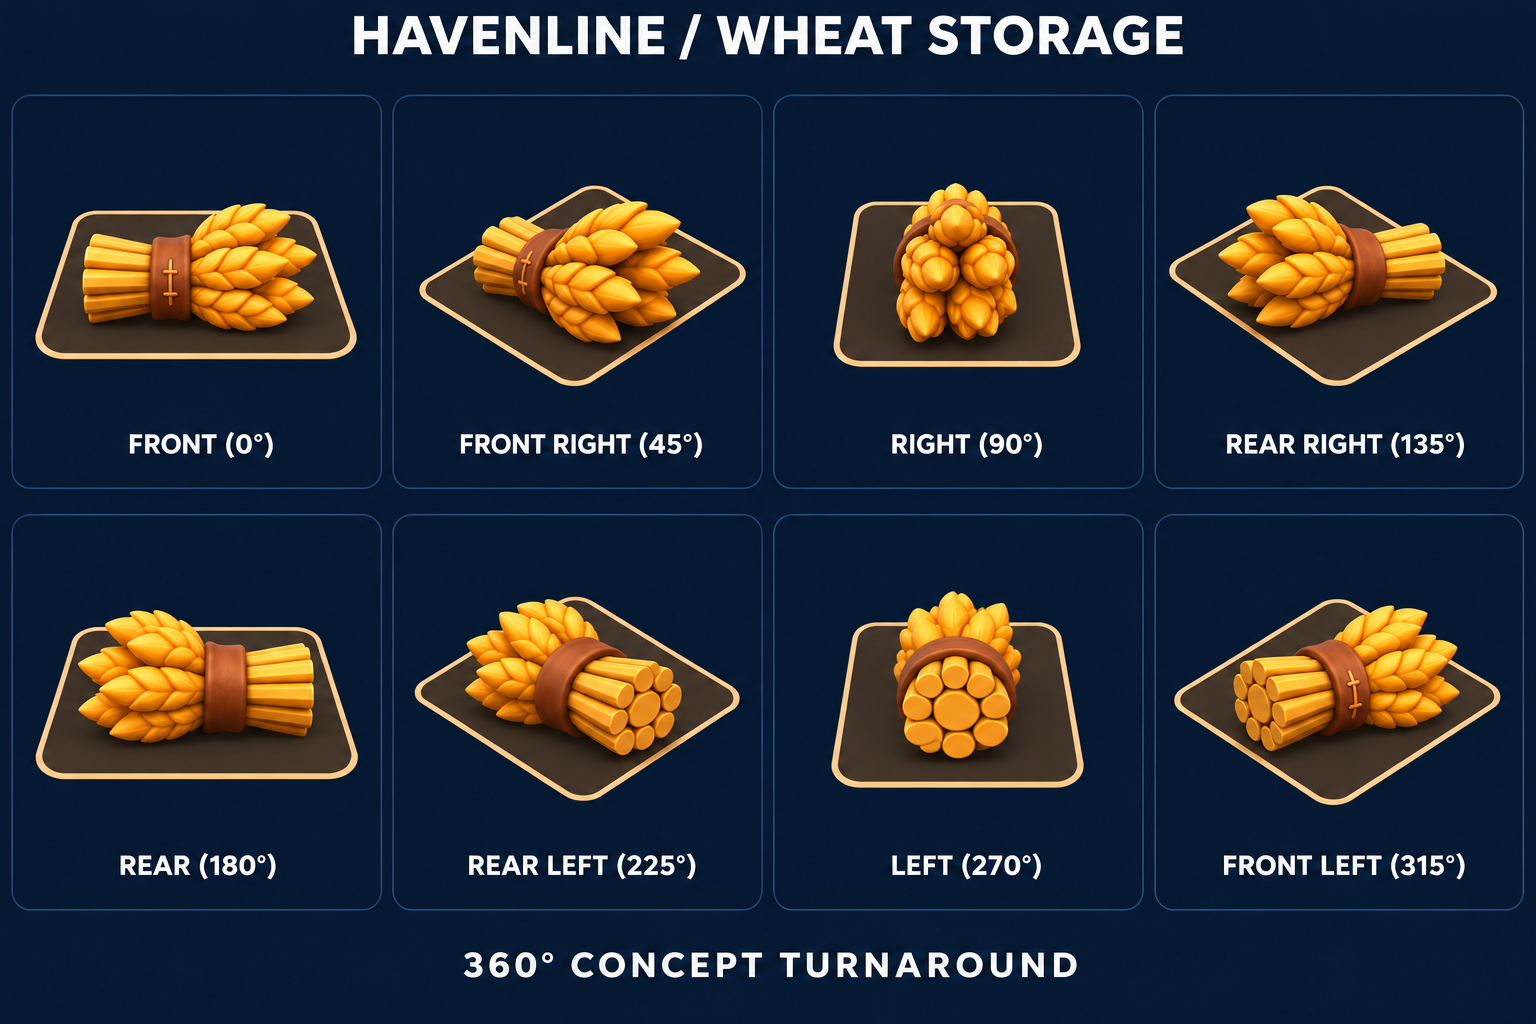 HAVENLINE / WHEAT STORAGE
FRONT (0°)
FRONT RIGHT (45°)
RIGHT (90°)
REAR RIGHT (135°)
REAR (180°)
REAR LEFT (225°)
LEFT (270°)
FRONT LEFT (315°)
360° CONCEPT TURNAROUND